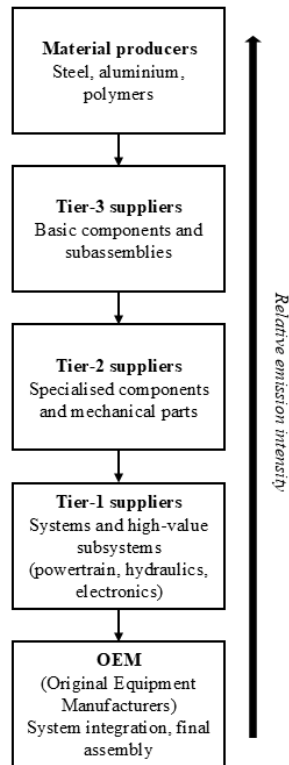 Material producers
Steel, aluminium,
polymers
Tier-3 suppliers
Basic components and
subassemblies
Tier-2 suppliers
Specialised components
and mechanical parts
Tier-1 suppliers
Systems and high-value
subsystems
(powertrain, hydraulics,
electronics)
OEM
(Original Equipment
Manufacturers)
System integration, final
assembly
Relative emission intensity